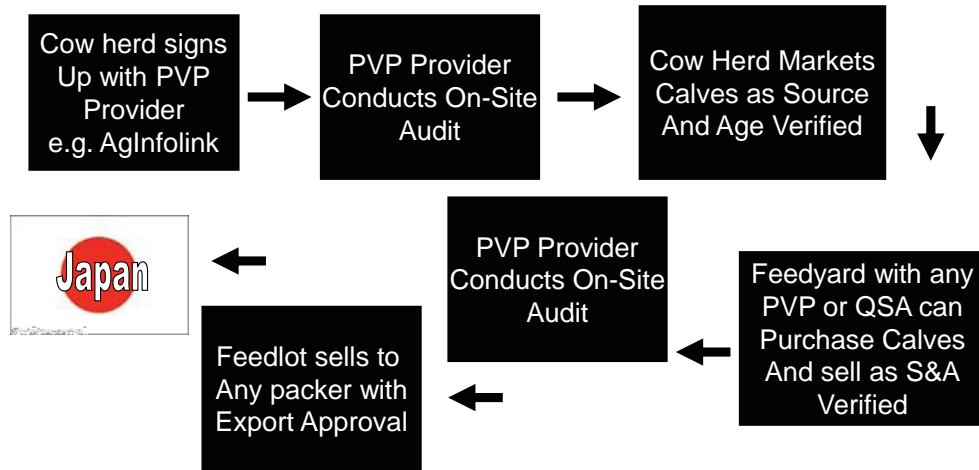 Cow herd signs
Up with PVP
Provider
e.g. AgInfolink
PVP Provider
Conducts On-Site
Audit
Cow Herd Markets
Calves as Source
And Age Verified
Feedyard with any
PVP or QSA can
Purchase Calves
And sell as S&A
Verified
PVP Provider
Conducts On-Site
Audit
Feedlot sells to
Any packer with
Export Approval
Japan